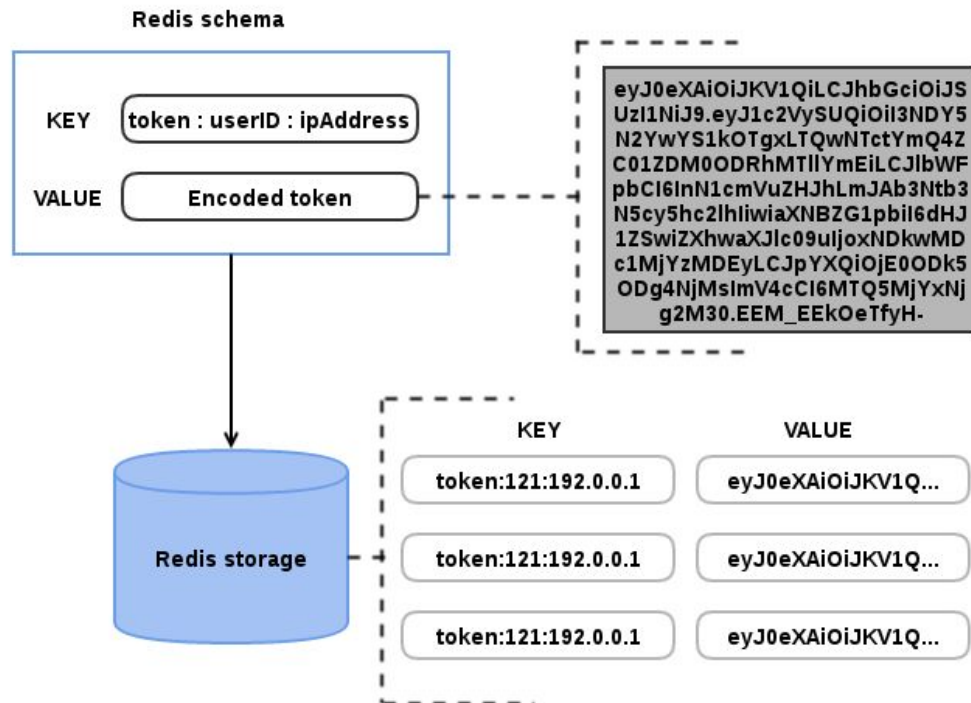 Redis schema
KEY
token : userID : ipAddress
VALUE
Encoded token
eyJ0eXAiOiJKV1QiLCJhbGciOiJS
UzI1NiJ9.eyJ1c2VySUQiOiI3NDY5
N2YwYS1kOTgxLTQwNTctYmQ4Z
C01ZDM0ODRhMTllYmEiLCJlbWF
pbCI6InN1cmVuZHJhLmJAb3Ntb3
N5cy5hc2lhIiwiaXNBZG1pbiI6dHJ
1ZSwiZXhwaXJlc09uIjoxNDkwMD
c1MjYzMDEyLCJpYXQiOjE0ODk5
ODg4NjMsImV4cCI6MTQ5MjYxNj
g2M30.EEM_EEkOeTfyH-
Redis storage
KEY VALUE
token:121:192.0.0.1 eyJ0eXAiOiJKV1Q...
token:121:192.0.0.1 eyJ0eXAiOiJKV1Q...
token:121:192.0.0.1 eyJ0eXAiOiJKV1Q...